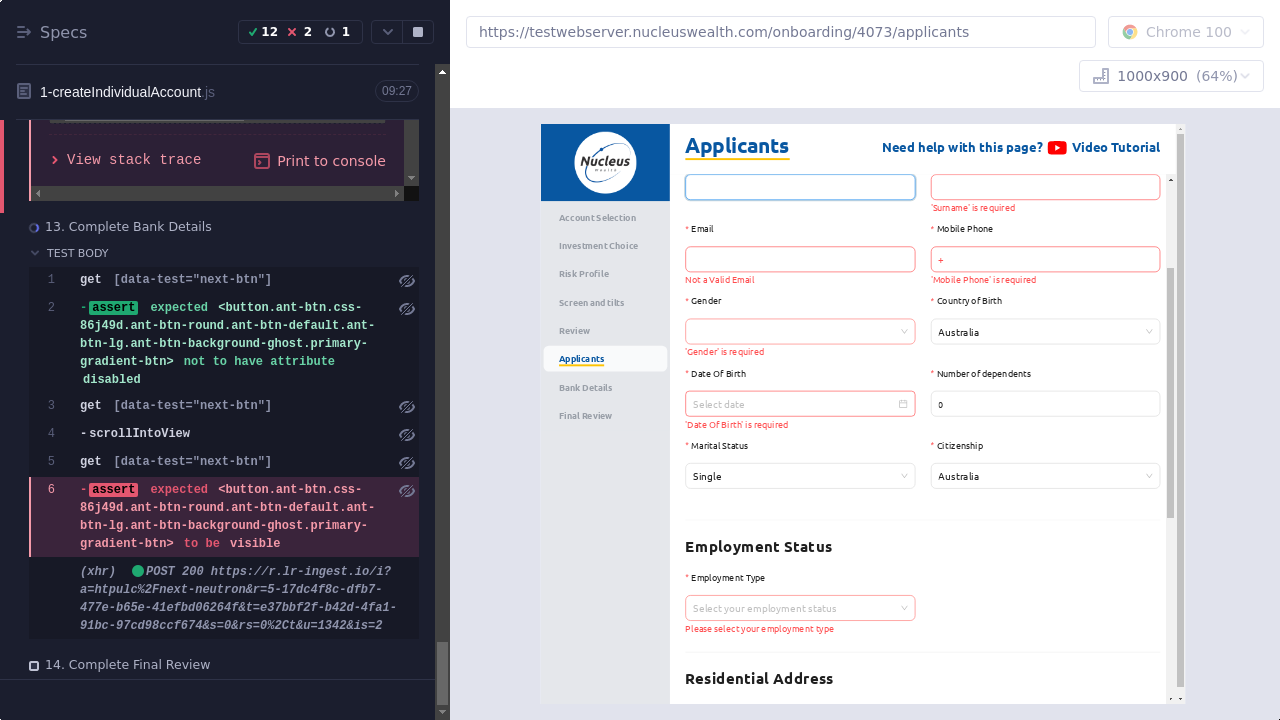 Specs
12
2
1
1-createIndividualAccount.js
09:27
View stack trace
Print to console
13. Complete Bank Details
TEST BODY
1 get [data-test="next-btn"]
2 -assert expected <button.ant-btn.css-
86j49d.ant-btn-round.ant-btn-default.ant-
btn-lg.ant-btn-background-ghost.primary-
gradient-btn> not to have attribute
disabled
3 get [data-test="next-btn"]
4 -scrollIntoView
5 get [data-test="next-btn"]
6 -assert expected <button.ant-btn.css-
86j49d.ant-btn-round.ant-btn-default.ant-
btn-lg.ant-btn-background-ghost.primary-
gradient-btn> to be visible
(xhr) POST 200 https://r.lr-ingest.io/i?
a=htpulc%2Fnext-neutron&r=5-17dc4f8c-dfb7-
477e-b65e-41efbd06264f&t=e37bbf2f-b42d-4fa1-
91bc-97cd98ccf674&s=0&rs=0%2Ct&u=1342&is=2
14. Complete Final Review
https://testwebserver.nucleuswealth.com/onboarding/4073/applicants
Chrome 100
1000x900 (64%)
Nucleus
Wealth
Account Selection
Investment Choice
Risk Profile
Screen and tilts
Review
Applicants
Bank Details
Final Review
Applicants
Need help with this page? Video Tutorial
'Surname' is required
* Email
* Mobile Phone
+
Not a Valid Email
'Mobile Phone' is required
* Gender
* Country of Birth
Australia
'Gender' is required
* Date Of Birth
* Number of dependents
Select date
0
'Date Of Birth' is required
* Marital Status
* Citizenship
Single
Australia
Employment Status
* Employment Type
Select your employment status
Please select your employment type
Residential Address